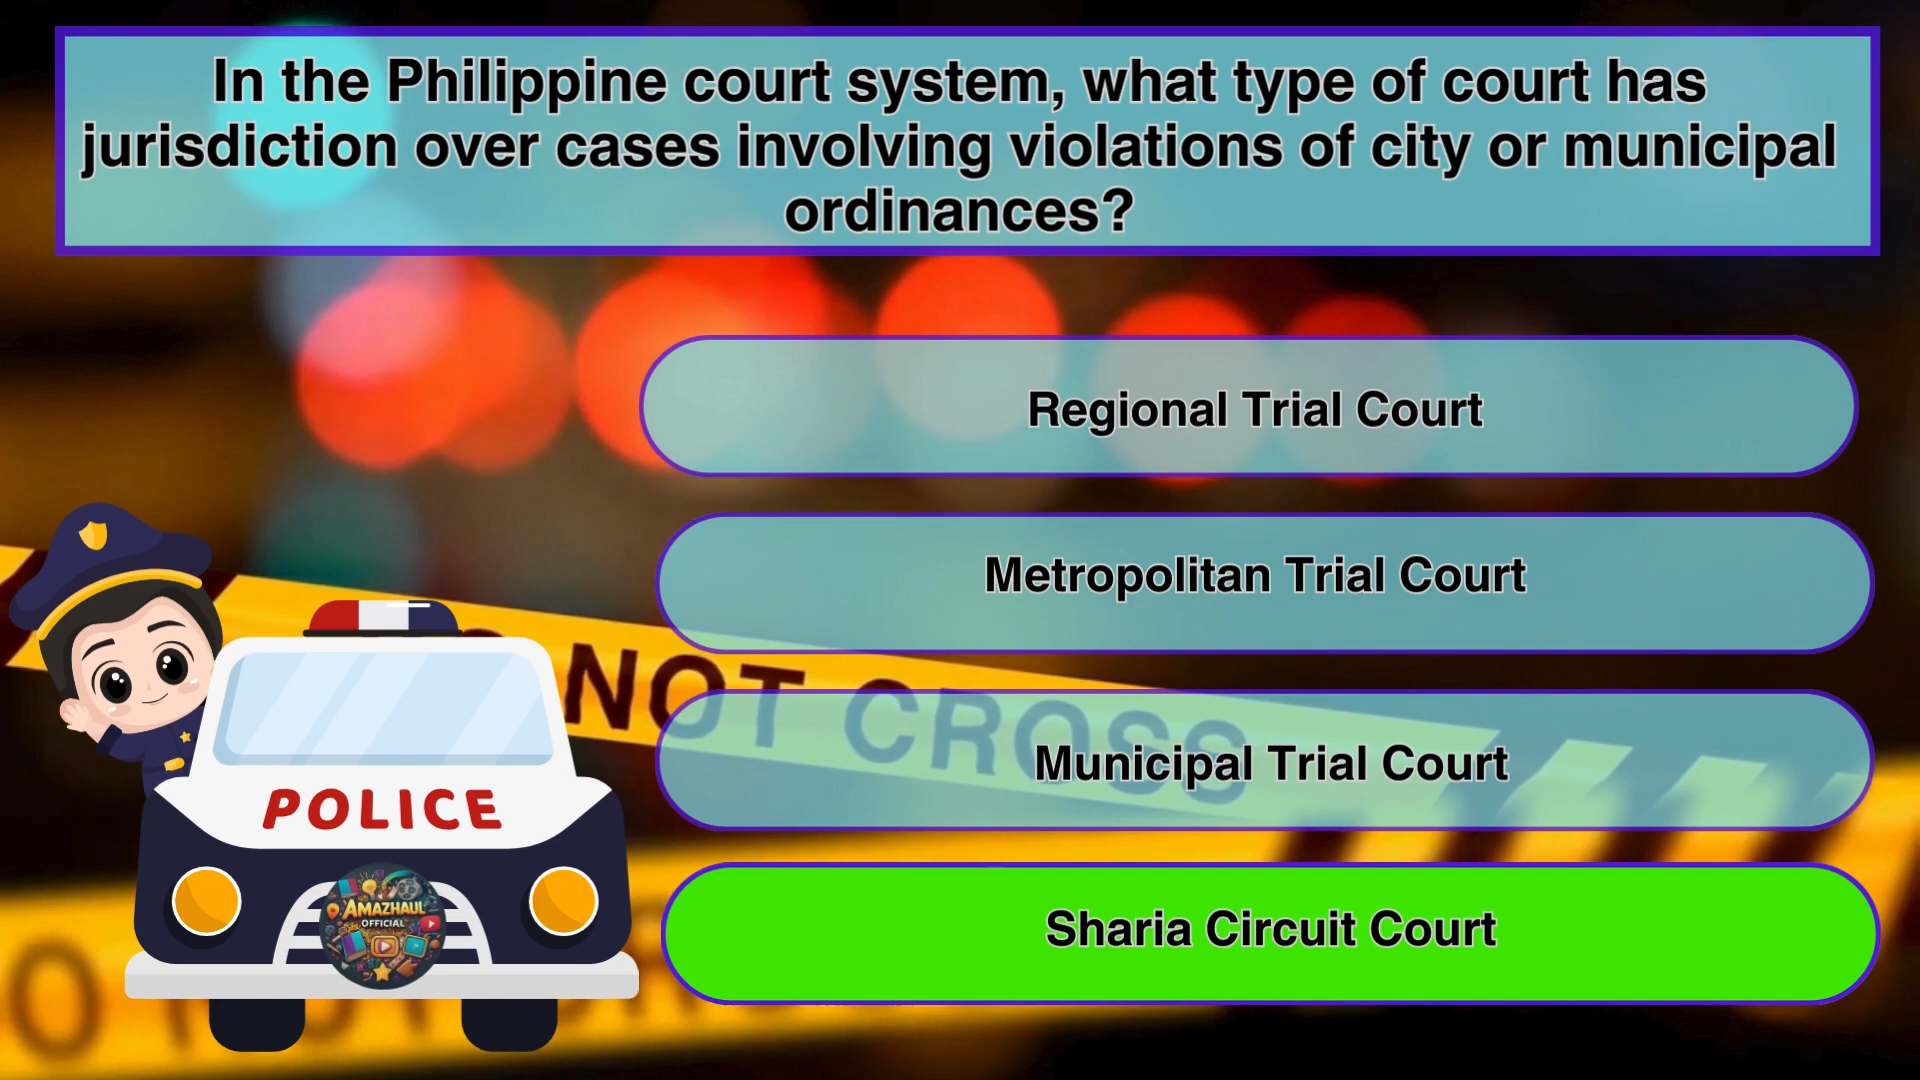 In the Philippine court system, what type of court has
jurisdiction over cases involving violations of city or municipal
ordinances?
Regional Trial Court
Metropolitan Trial Court
NOT CROSS
Municipal Trial Court
POLICE
Sharia Circuit Court
AMAZHAUL
OFFICIAL